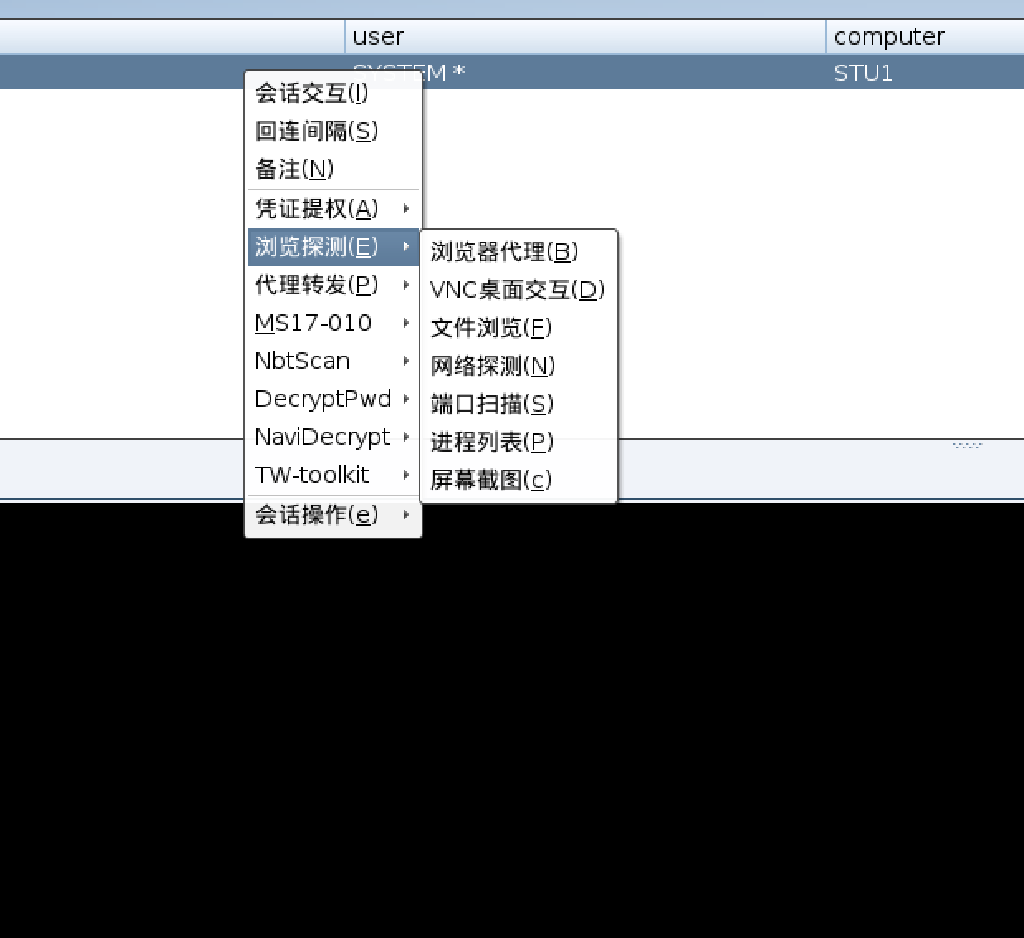 user computer
SYSTEM * STU1
会话交互(I)
回连间隔(S)
备注(N)
凭证提权(A)
浏览探测(E)
代理转发(P)
MS17-010
NbtScan
DecryptPwd
NaviDecrypt
TW-toolkit
会话操作(e)
浏览器代理(B)
VNC桌面交互(D)
文件浏览(F)
网络探测(N)
端口扫描(S)
进程列表(P)
屏幕截图(c)